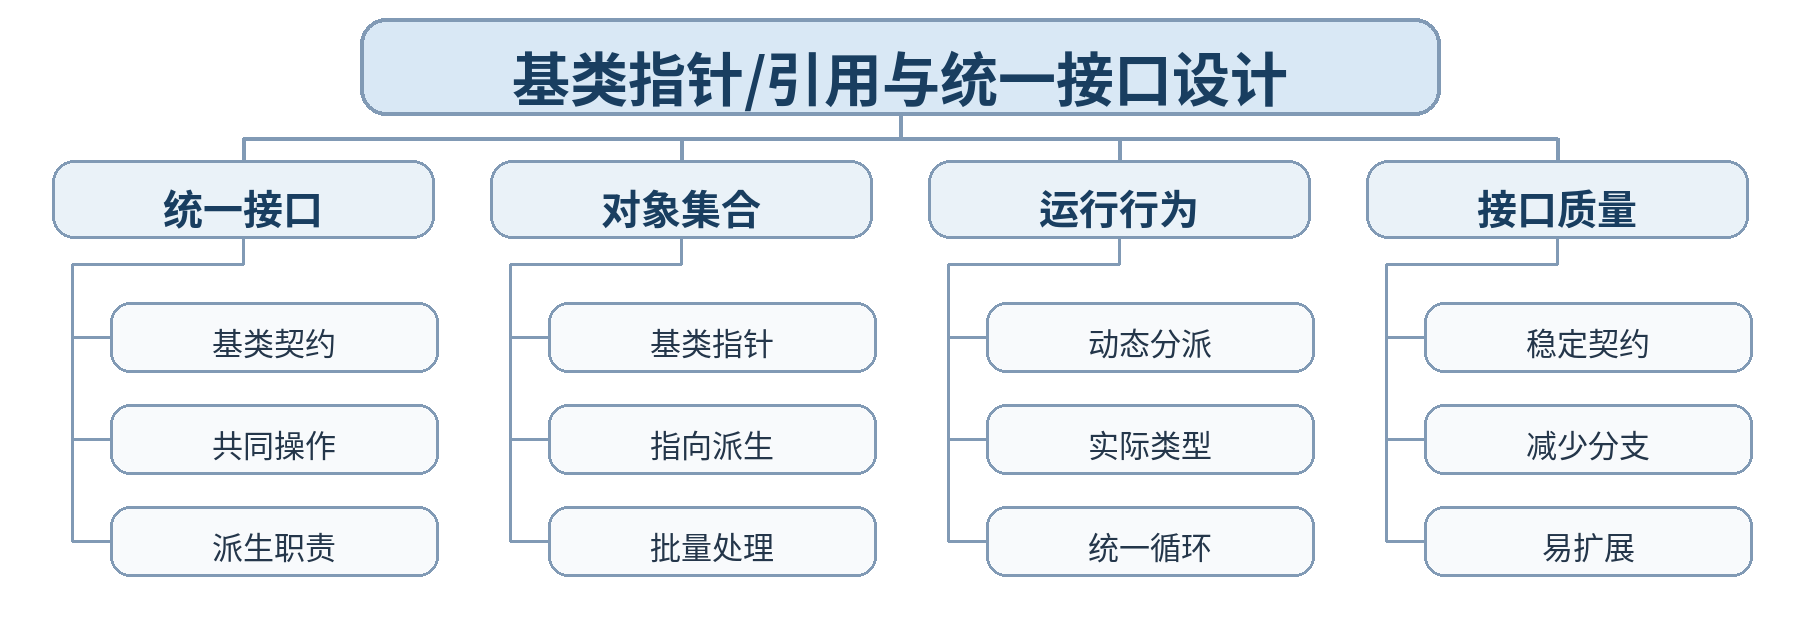 基类指针/引用与统一接口设计
统一接口
对象集合
运行行为
接口质量
基类契约
基类指针
动态分派
稳定契约
共同操作
指向派生
实际类型
减少分支
派生职责
批量处理
统一循环
易扩展